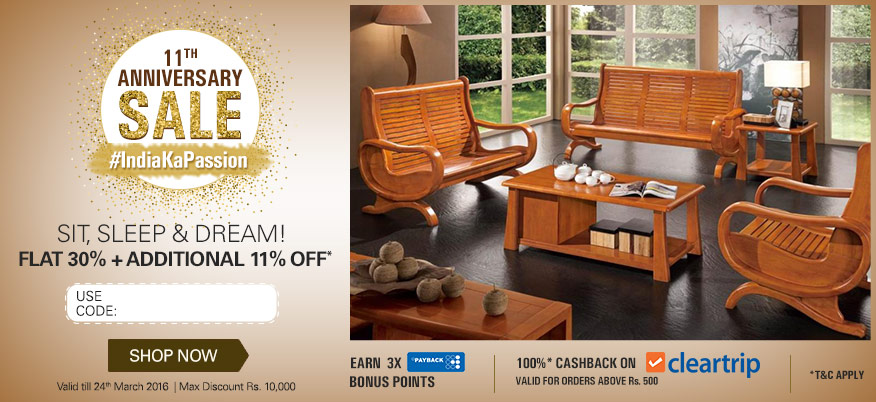 11TH
ANNIVERSARY
SALE
#IndiaKaPassion
SIT, SLEEP & DREAM!
FLAT 30% + ADDITIONAL 11% OFF*
USE
CODE:
SHOP NOW
Valid till 24th March 2016 | Max Discount Rs. 10,000
EARN 3X PAYBACK
BONUS POINTS
100%* CASHBACK ON cleartrip
VALID FOR ORDERS ABOVE Rs. 500
*T&C APPLY